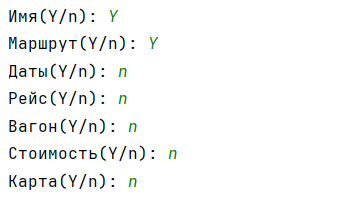 Имя(Y/n): Y
Маршрут(Y/n): Y
Даты(Y/n): n
Рейс(Y/n): n
Вагон(Y/n): n
Стоимость(Y/n): n
Карта(Y/n): n